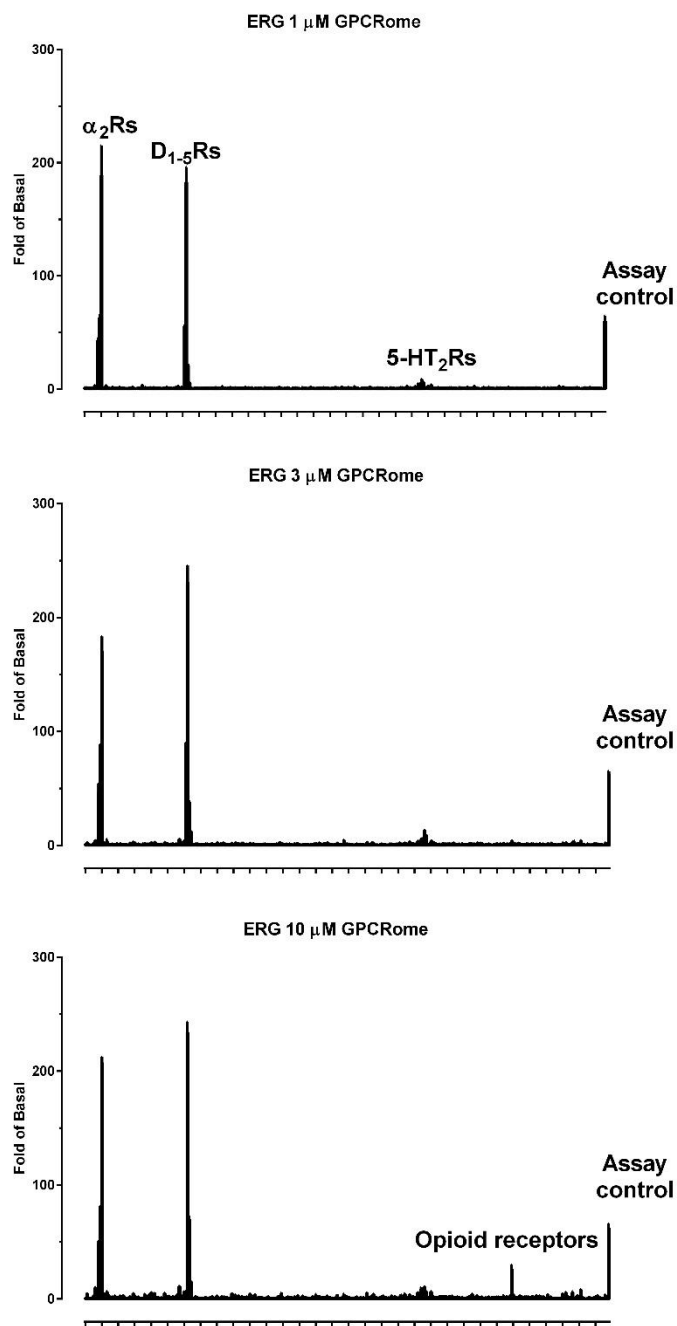 ERG 1 μM GPCRome
300
200
100
0
Fold of Basal
α₂Rs
D₁₋₅Rs
5-HT₂Rs
Assay
control
ERG 3 μM GPCRome
300
200
100
0
Fold of Basal
Assay
control
ERG 10 μM GPCRome
300
200
100
0
Fold of Basal
Opioid receptors
Assay
control